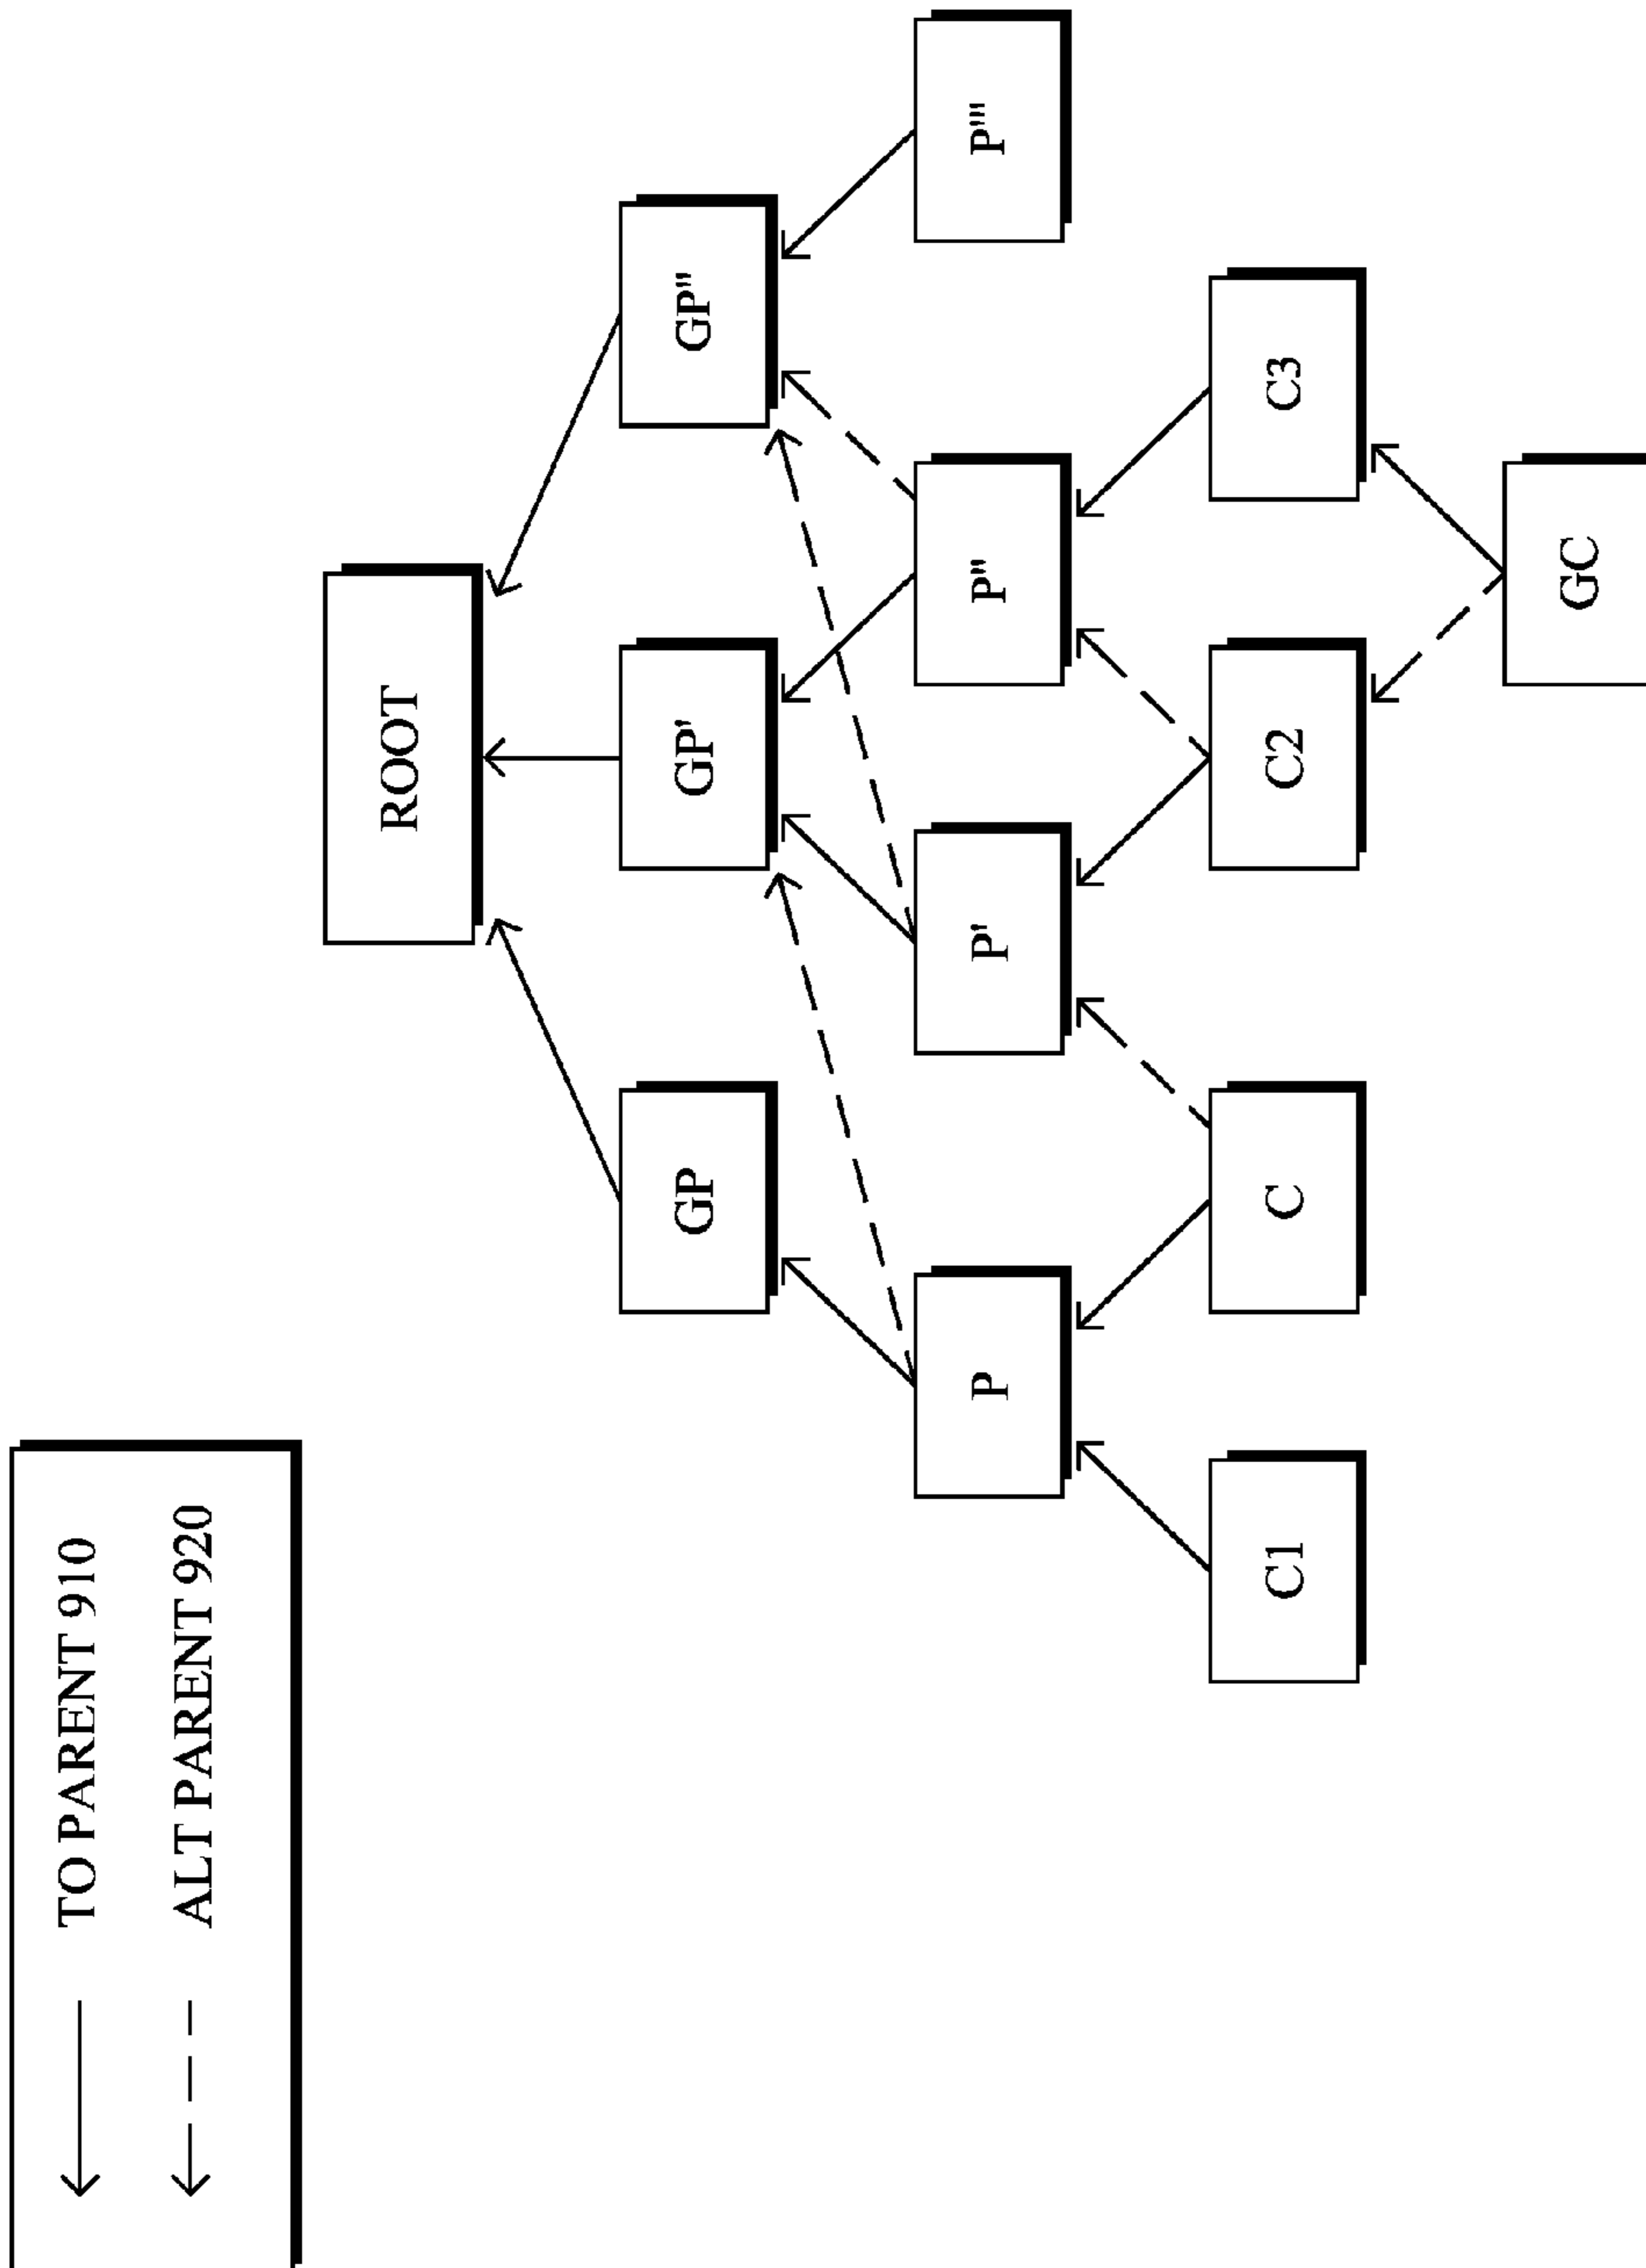 TO PARENT 910
ALT PARENT 920
ROOT
GP
GP'
GP"
P
P'
P"
P"'
C1
C
C2
C3
GC